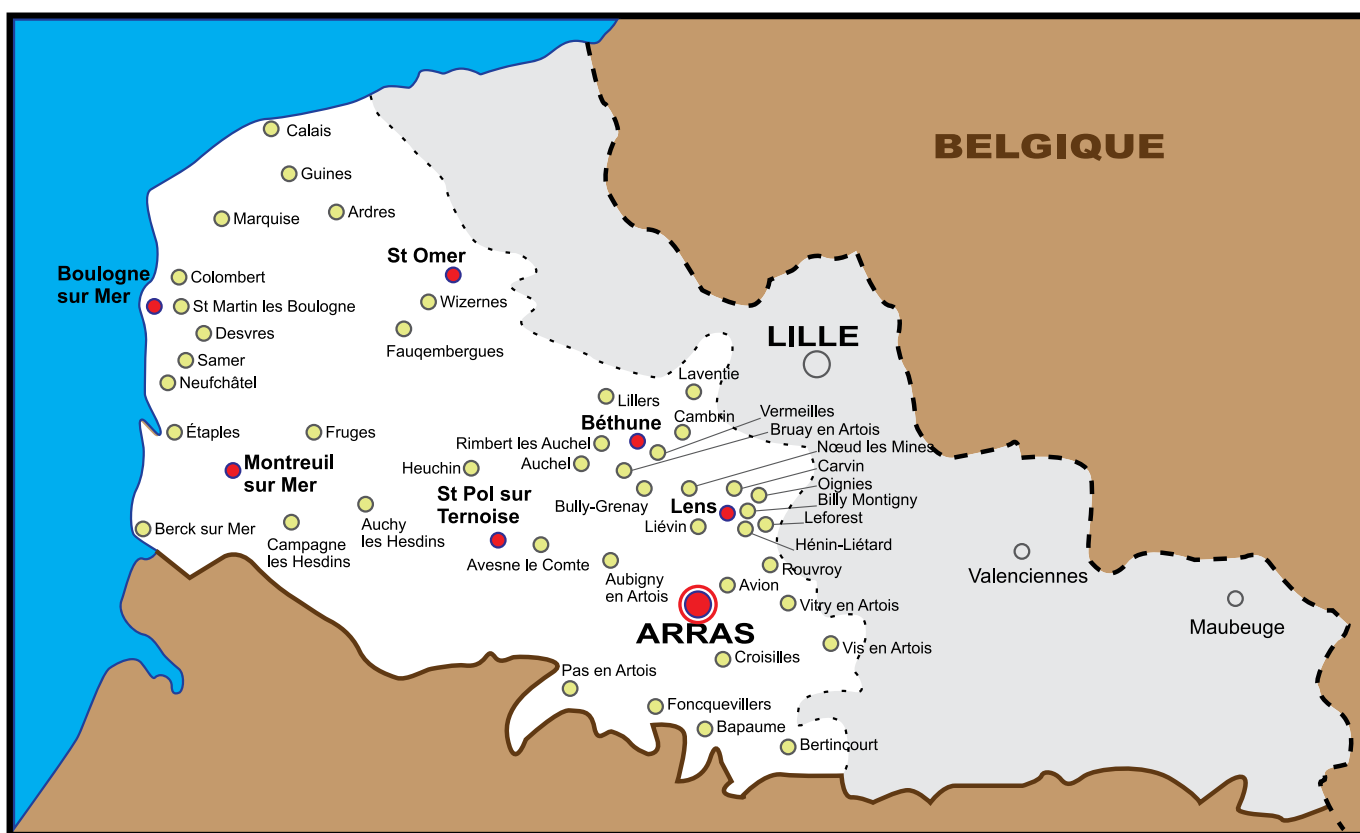 BELGIQUE
Calais
Guines
Ardres
Marquise
St Omer
Boulogne
sur Mer
Colombert
Wizernes
St Martin les Boulogne
Desvres
LILLE
Fauqembergues
Samer
Neufchâtel
Laventie
Lillers
Vermeilles
Cambrin
Béthune
Bruay en Artois
Étaples
Fruges
Rimbert les Auchel
Nœud les Mines
Auchel
Heuchin
Carvin
Montreuil
sur Mer
Oignies
St Pol sur
Ternoise
Bully-Grenay
Billy Montigny
Lens
Leforest
Liévin
Auchy
les Hesdins
Berck sur Mer
Campagne
les Hesdins
Hénin-Liétard
Avesne le Comte
Aubigny
en Artois
Rouvroy
Valenciennes
Avion
Vitry en Artois
Maubeuge
ARRAS
Vis en Artois
Croisilles
Pas en Artois
Foncquevillers
Bapaume
Bertincourt